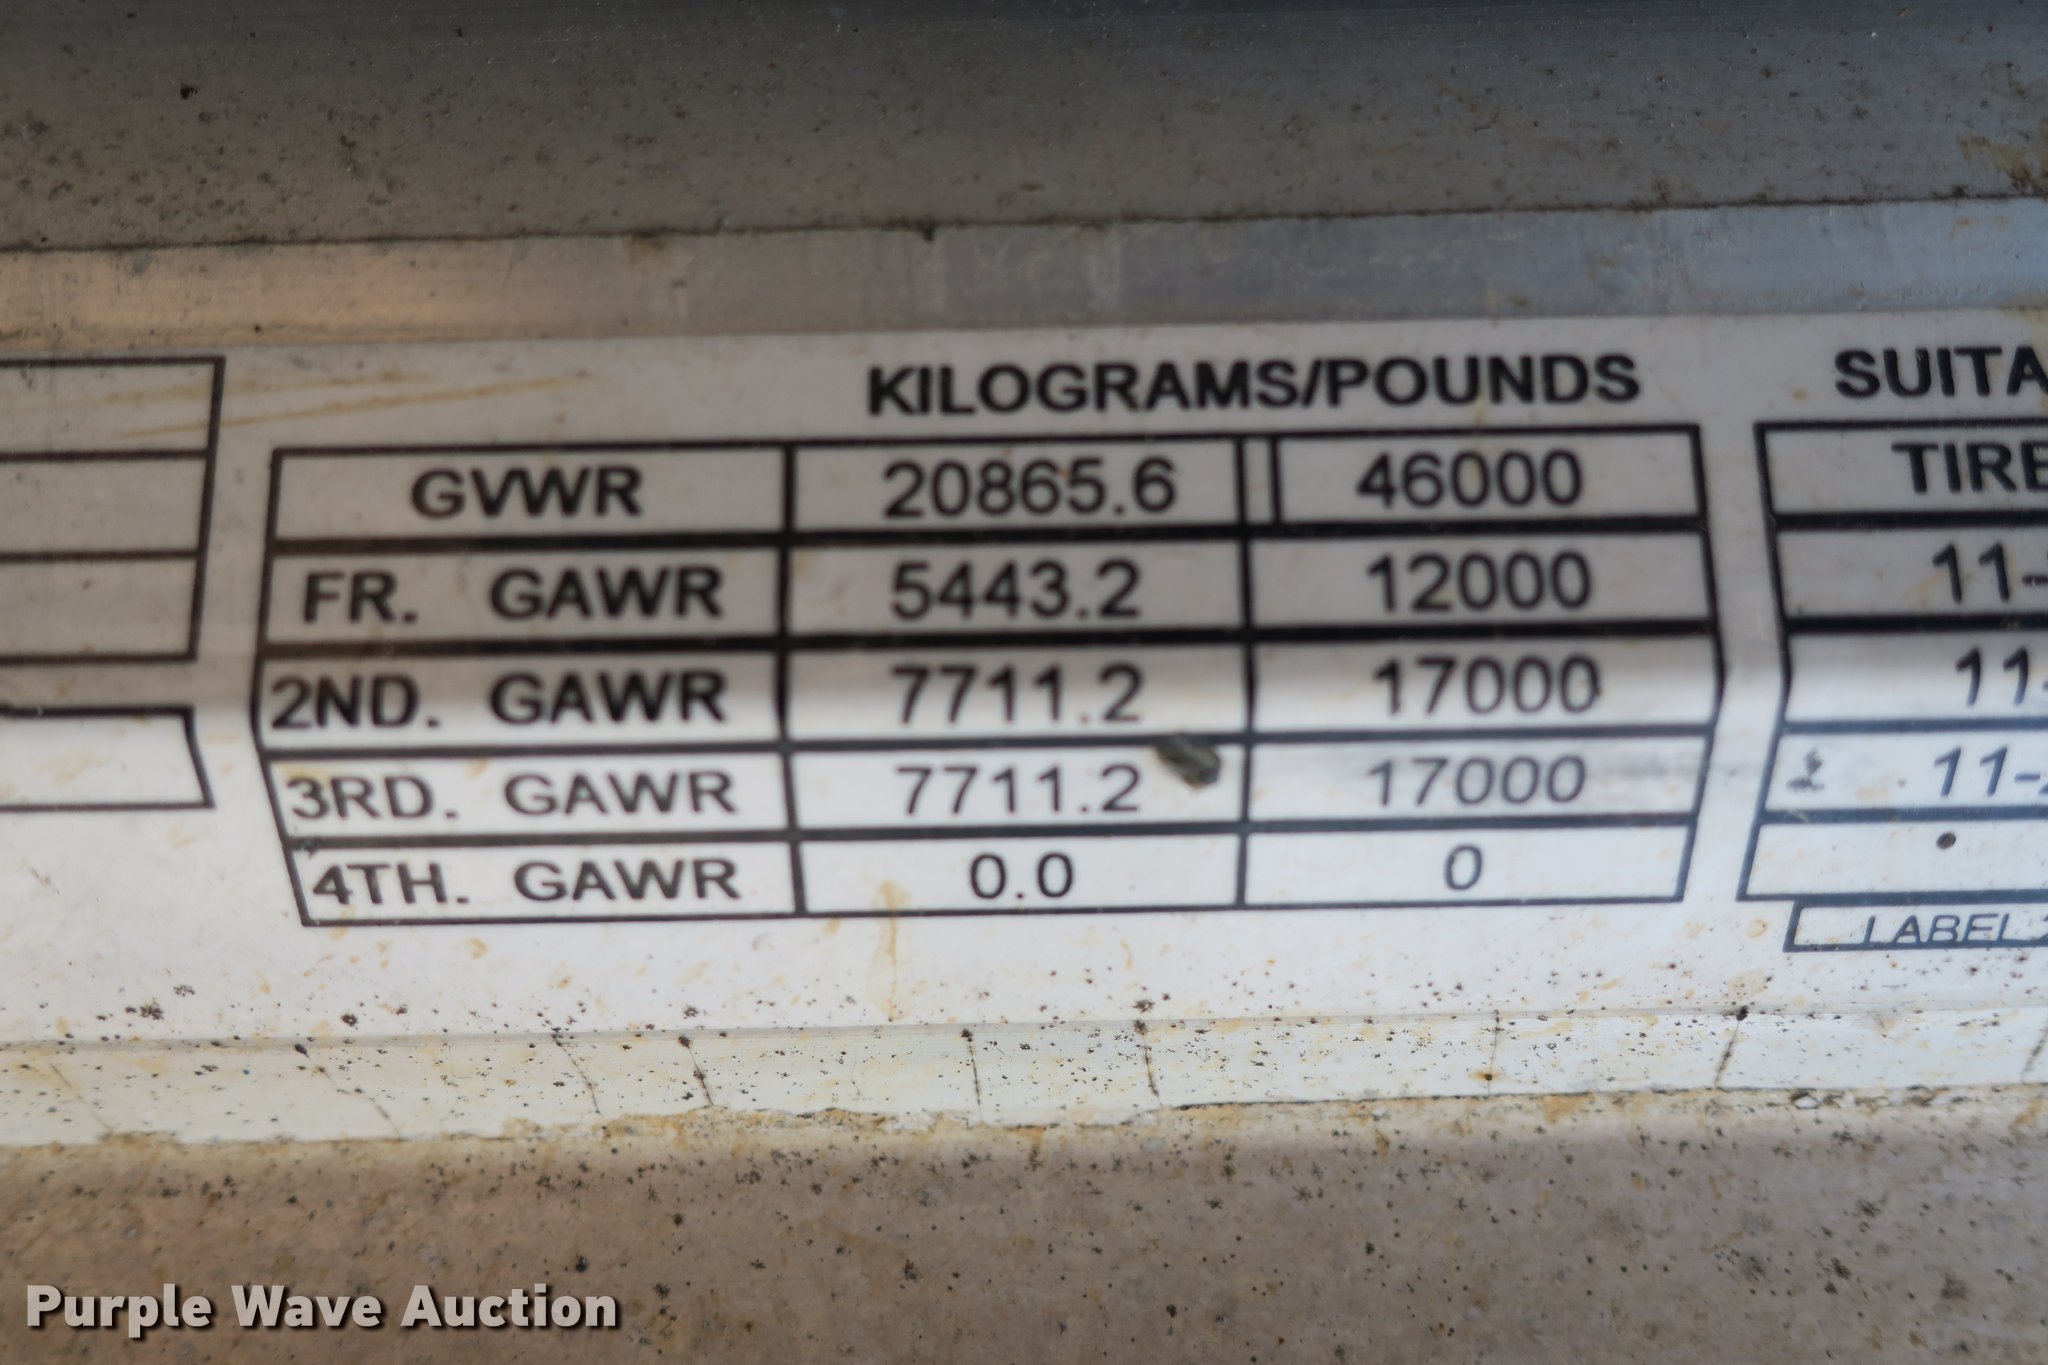 KILOGRAMS/POUNDS
SUITA
GVWR 20865.6 46000
TIRE
FR. GAWR 5443.2 12000
11-
2ND. GAWR 7711.2 17000
11-
3RD. GAWR 7711.2 17000
11-2
4TH. GAWR 0.0 0
LABEL
Purple Wave Auction